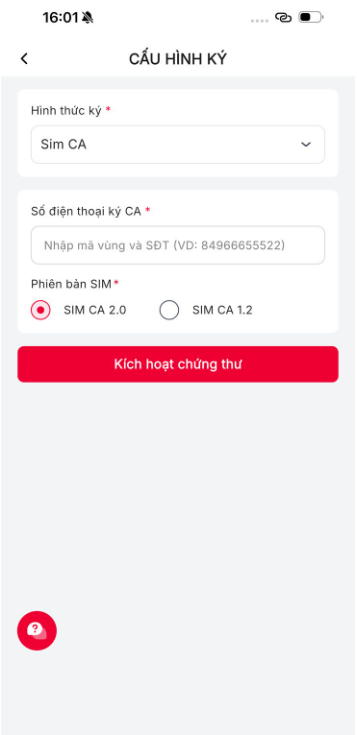 16:01
CẤU HÌNH KÝ
Hình thức ký *
Sim CA
Số điện thoại ký CA *
Nhập mã vùng và SĐT (VD: 84966655522)
Phiên bản SIM*
SIM CA 2.0 SIM CA 1.2
Kích hoạt chứng thư
?